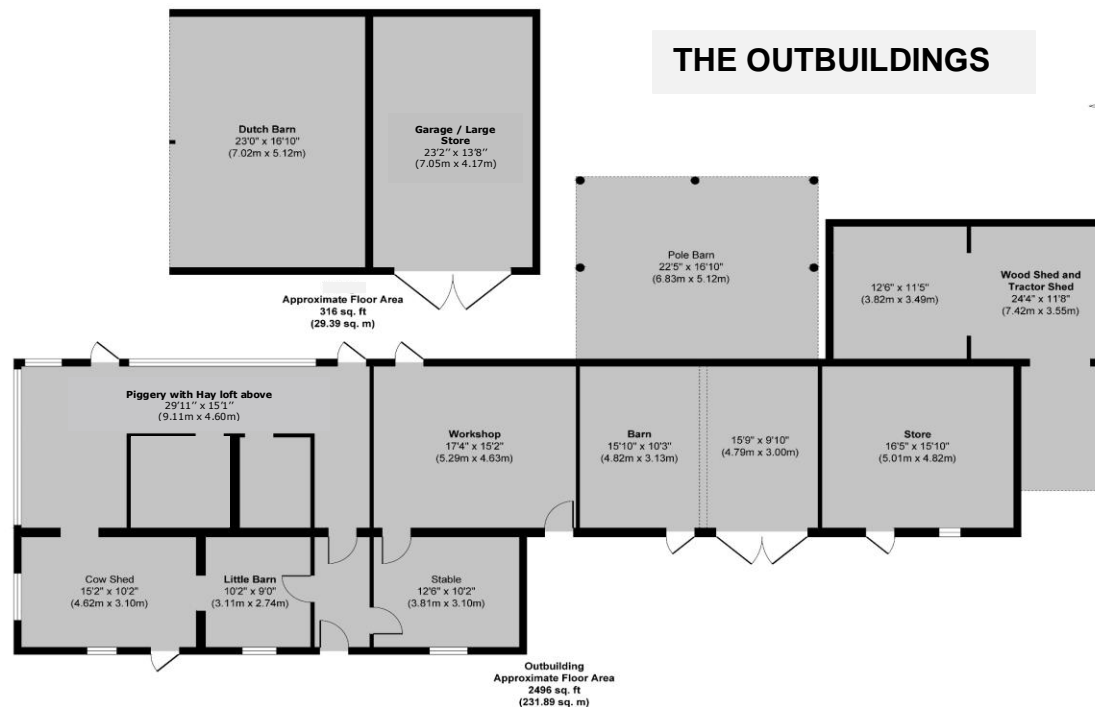 THE OUTBUILDINGS
Dutch Barn
23'0" x 16'10"
(7.02m x 5.12m)
Garage / Large
Store
23'2’’ x 13’8’’
(7.05m x 4.17m)
Pole Barn
22'5" x 16'10"
(6.83m x 5.12m)
12'6" x 11'5"
(3.82m x 3.49m)
Wood Shed and
Tractor Shed
24'4" x 11'8"
(7.42m x 3.55m)
Approximate Floor Area
316 sq. ft
(29.39 sq. m)
Piggery with Hay loft above
29’11’’ x 15’1’’
(9.11m x 4.60m)
Workshop
17'4" x 15'2"
(5.29m x 4.63m)
Barn
15'10" x 10'3"
(4.82m x 3.13m)
15'9" x 9'10"
(4.79m x 3.00m)
Store
16'5" x 15'10"
(5.01m x 4.82m)
Cow Shed
15'2" x 10'2"
(4.62m x 3.10m)
Little Barn
10'2" x 9'0"
(3.11m x 2.74m)
Stable
12'6" x 10'2"
(3.81m x 3.10m)
Outbuilding
Approximate Floor Area
2496 sq. ft
(231.89 sq. m)